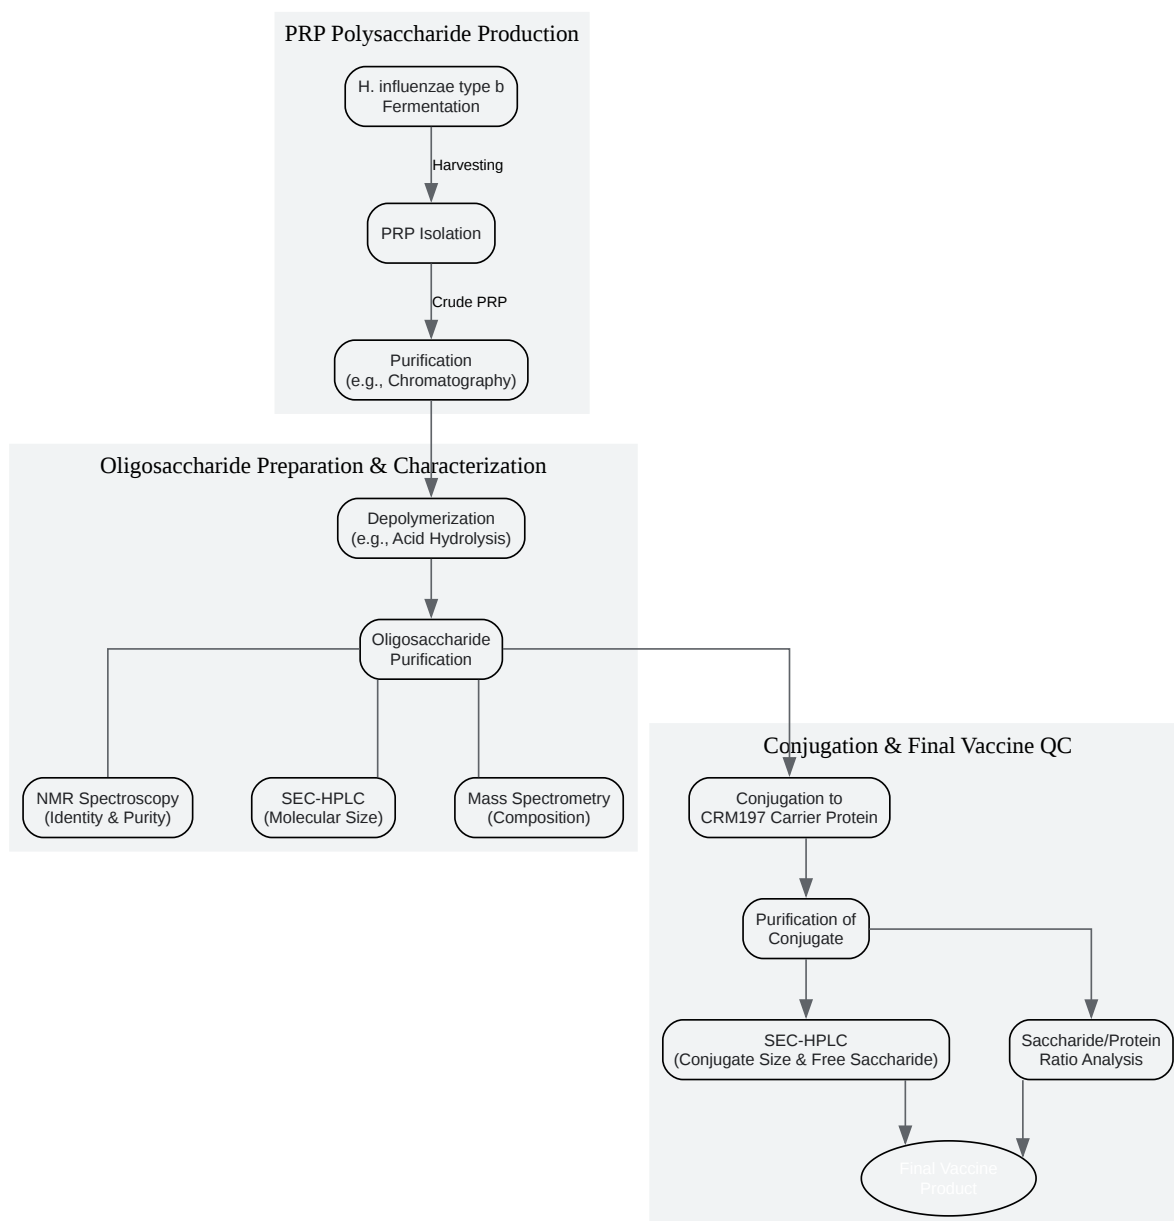 PRP Polysaccharide Production
H. influenzae type b
Fermentation
Harvesting
PRP Isolation
Crude PRP
Purification
(e.g., Chromatography)
Oligosaccharide Preparation & Characterization
Depolymerization
(e.g., Acid Hydrolysis)
Oligosaccharide
Purification
NMR Spectroscopy
(Identity & Purity)
SEC-HPLC
(Molecular Size)
Mass Spectrometry
(Composition)
Conjugation & Final Vaccine QC
Conjugation to
CRM197 Carrier Protein
Purification of
Conjugate
SEC-HPLC
(Conjugate Size & Free Saccharide)
Saccharide/Protein
Ratio Analysis
Final Vaccine
Product